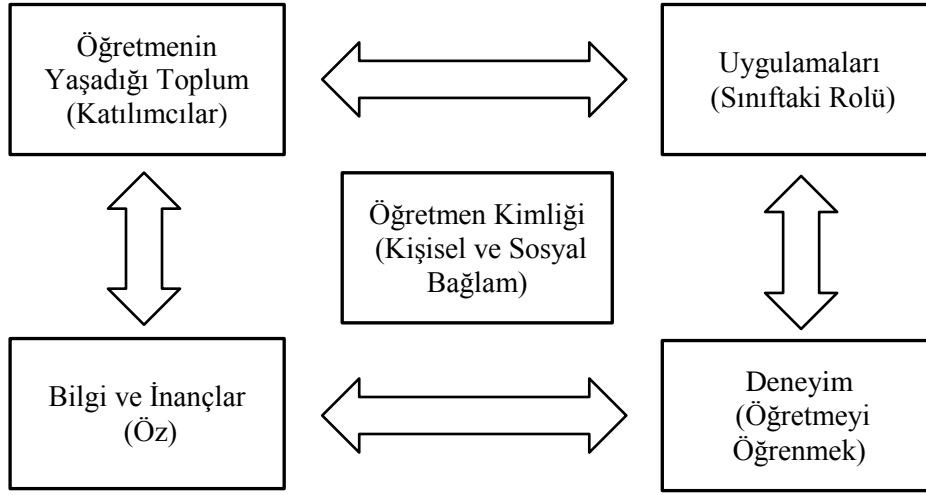 Öğretmenin
Yaşadığı Toplum
(Katılımcılar)
Uygulamaları
(Sınıftaki Rolü)
Öğretmen Kimliği
(Kişisel ve Sosyal
Bağlam)
Bilgi ve İnançlar
(Öz)
Deneyim
(Öğretmeyi
Öğrenmek)